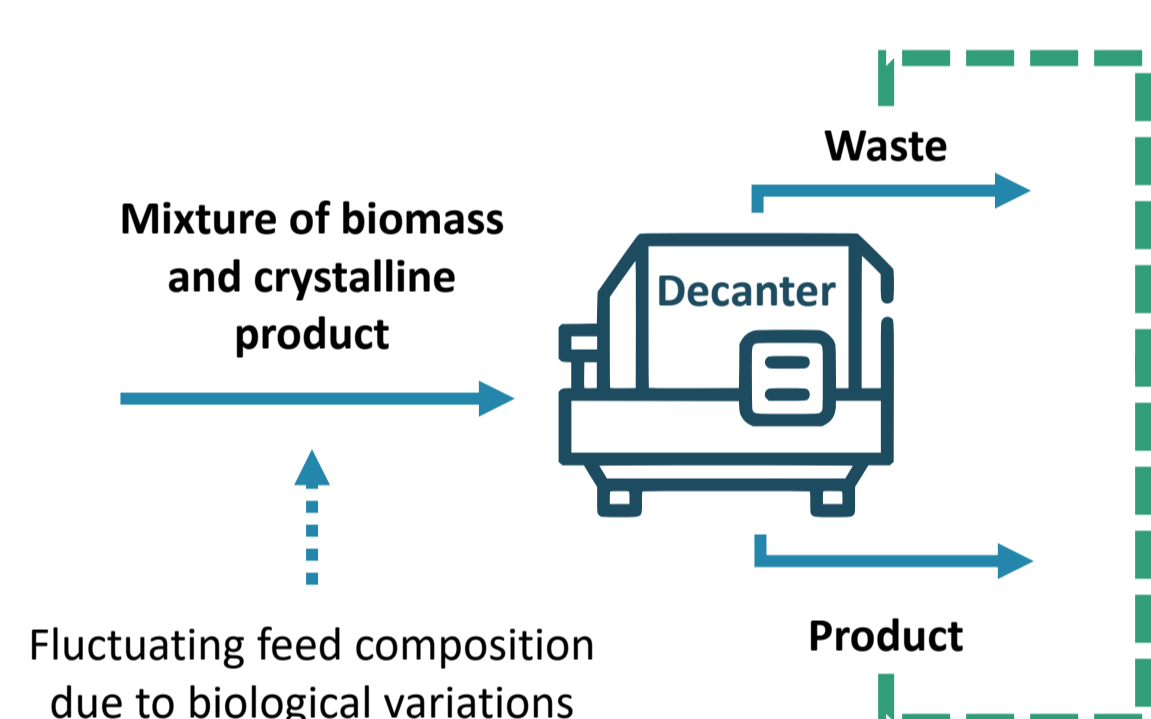 Waste
Mixture of biomass
and crystalline
product
Decanter
Product
Fluctuating feed composition
due to biological variations